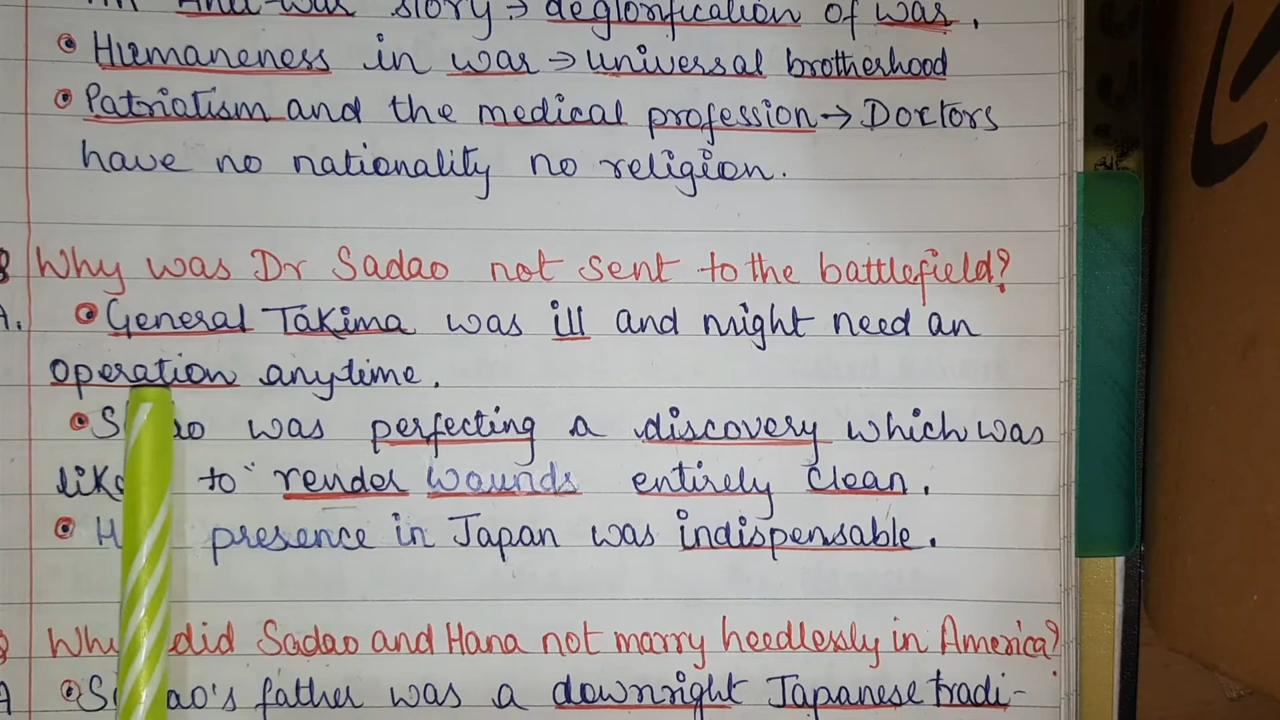 Anti-war story → deglorification of war.
Humaneness in war → universal brotherhood
Patriotism and the medical profession → Doctors
have no nationality no religion.
Why was Dr Sadao not sent to the battlefield?
A. General Takima was ill and might need an
operation anytime.
was perfecting a discovery which was
to render wounds entirely clean.
presence in Japan was indispensable.
did Sadao and Hana not marry heedlessly in America?
A father was a downright Japanese tradi-